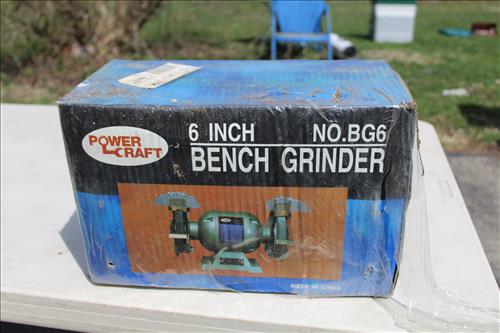 POWER CRAFT
6 INCH NO.BG6
BENCH GRINDER
MADE IN CHINA